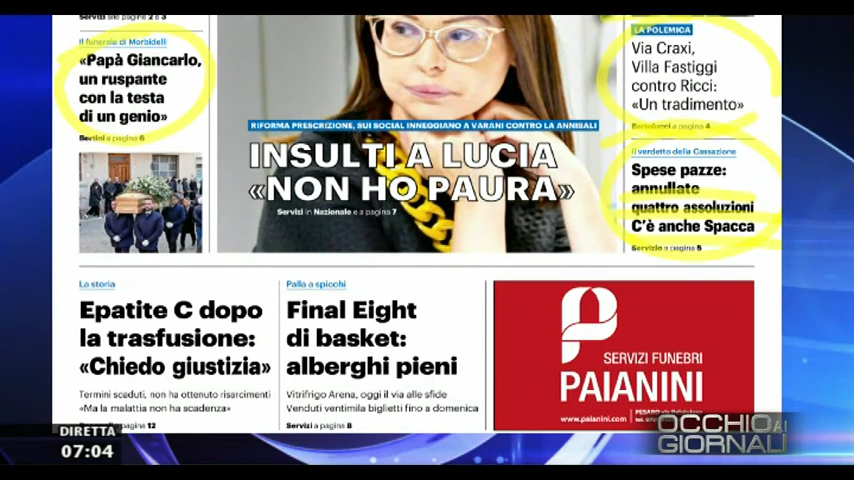 Servizi alle pagine 2 e 3
Il funerale di Morbidelli
«Papà Giancarlo,
un ruspante
con la testa
di un genio»
Bertini a pagina 6
RIFORMA PRESCRIZIONE, SUI SOCIAL INNEGGIANO A VARANI CONTRO LA ANNIBALI
INSULTI A LUCIA
«NON HO PAURA»
Servizi in Nazionale e a pagina 7
LA POLEMICA
Via Craxi,
Villa Fastiggi
contro Ricci:
«Un tradimento»
Bartolucci a pagina 4
Il verdetto della Cassazione
Spese pazze:
annullate
quattro assoluzioni
C'è anche Spacca
Servizio a pagina 5
La storia
Epatite C dopo
la trasfusione:
«Chiedo giustizia»
Termini scaduti, non ha ottenuto risarcimenti
«Ma la malattia non ha scadenza»
a pagina 12
Palla a spicchi
Final Eight
di basket:
alberghi pieni
Vitrifrigo Arena, oggi il via alle sfide
Venduti ventimila biglietti fino a domenica
Servizi a pagina 8
SERVIZI FUNEBRI
PAIANINI
www.paianini.com
PESARO
DIRETTA
07:04
OCCHIO AI
GIORNALI